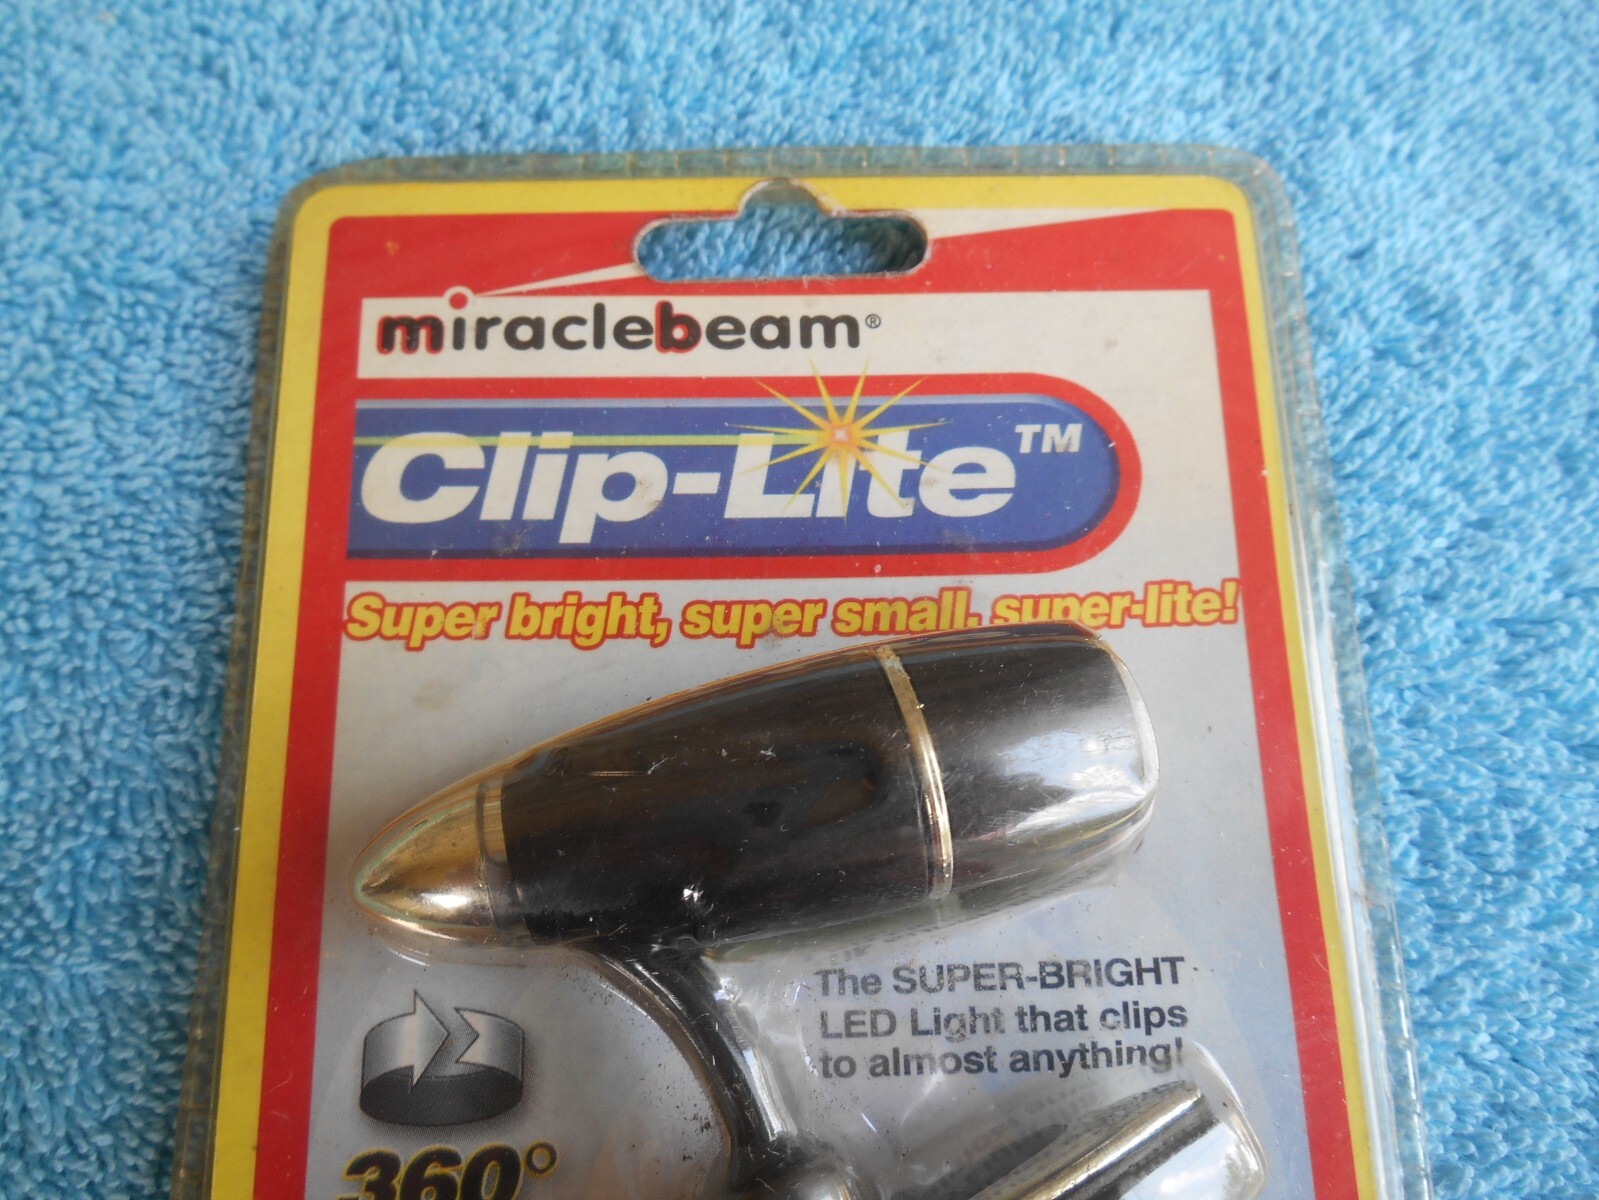 miraclebeam®
Clip-Lite™
Super bright, super small, super-lite!
The SUPER-BRIGHT
LED Light that clips
to almost anything!
360°